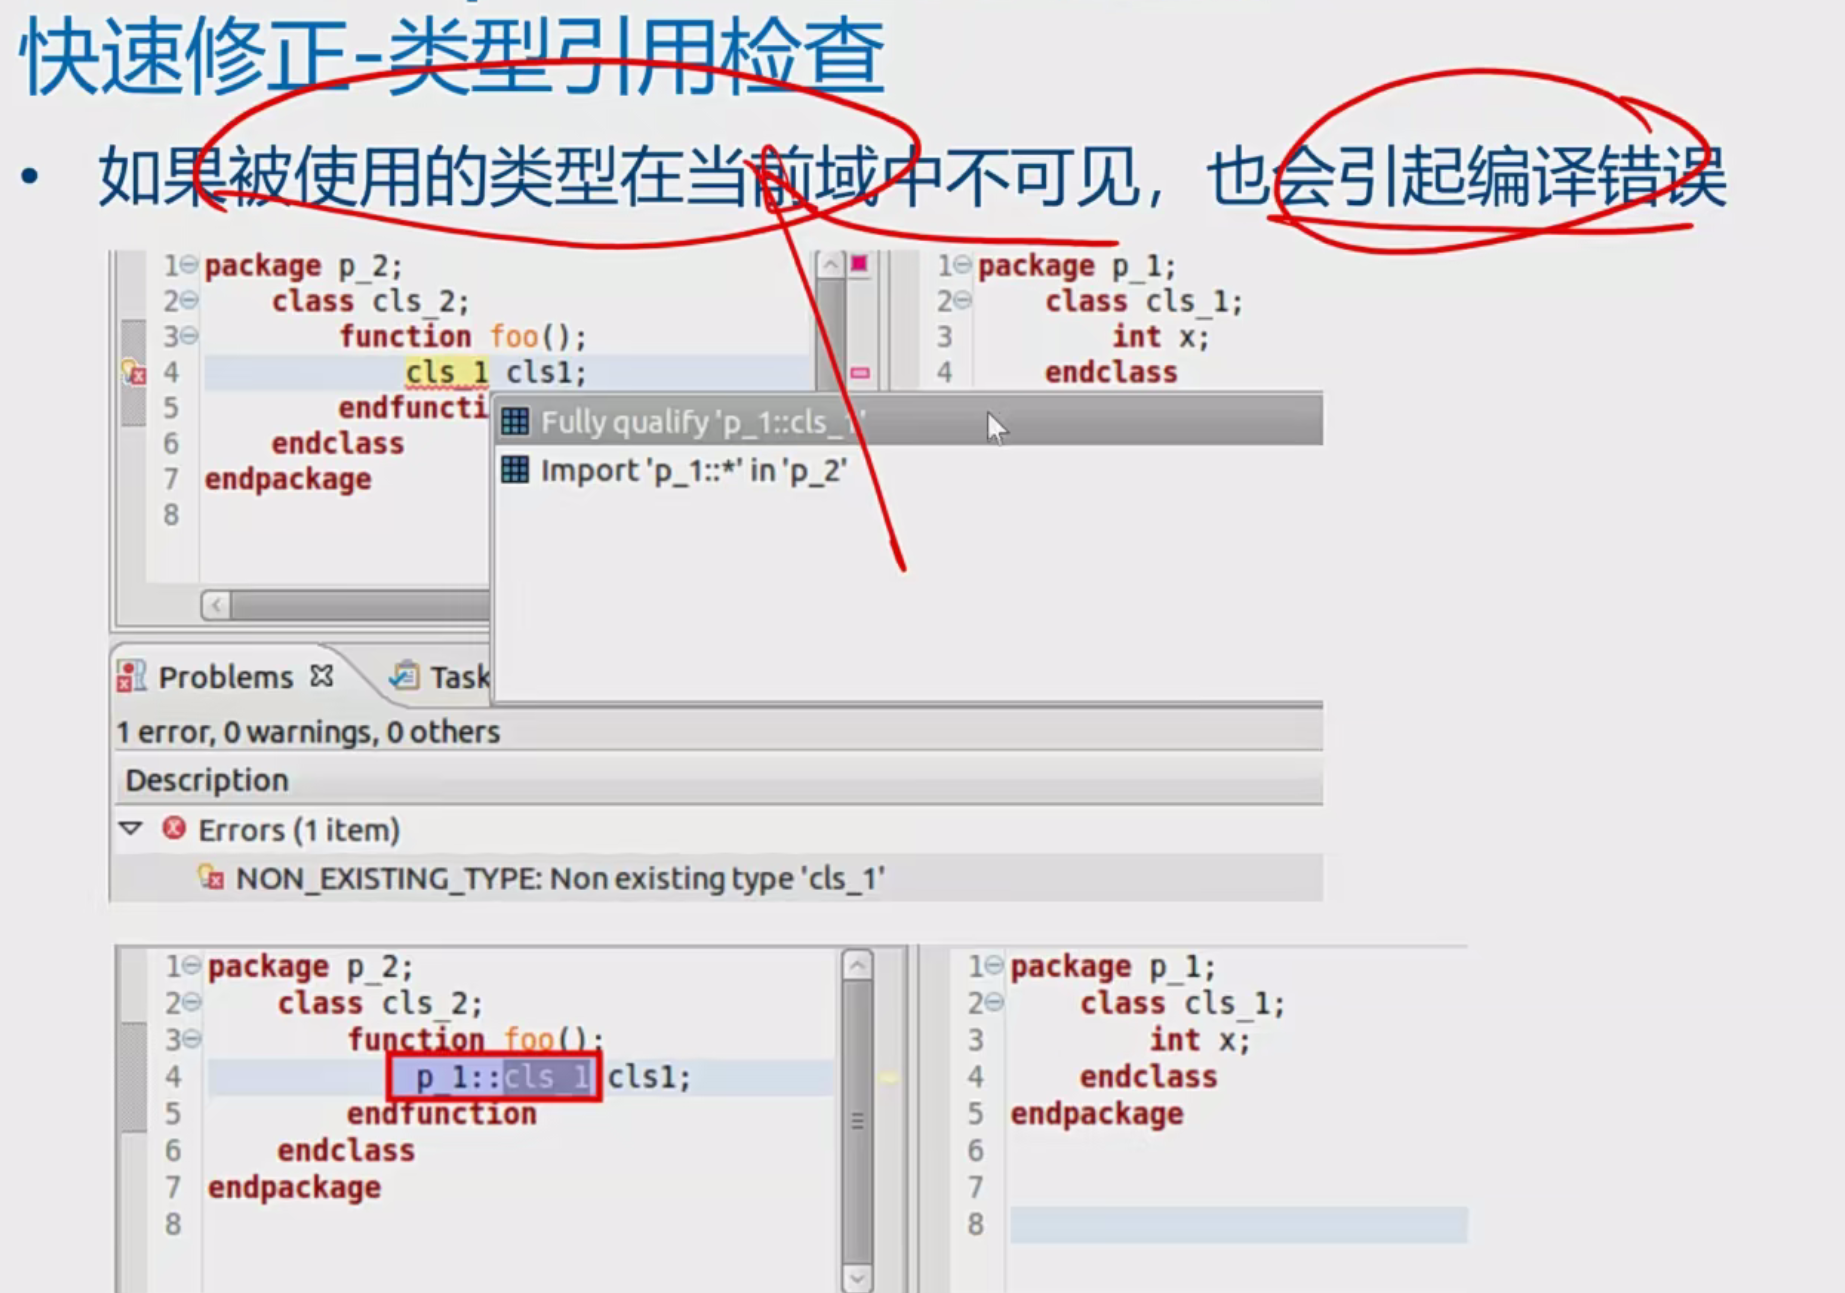 快速修正-类型引用检查
• 如果被使用的类型在当前域中不可见，也会引起编译错误
1 package p_2;
2 class cls_2;
3 function foo();
4 cls_1 cls1;
5 endfuncti
6 endclass
7 endpackage
8
1 package p_1;
2 class cls_1;
3 int x;
4 endclass
Fully qualify 'p_1::cls_1'
Import 'p_1::*' in 'p_2'
Problems Task
1 error, 0 warnings, 0 others
Description
Errors (1 item)
NON_EXISTING_TYPE: Non existing type 'cls_1'
1 package p_2;
2 class cls_2;
3 function foo();
4 p_1::cls_1 cls1;
5 endfunction
6 endclass
7 endpackage
8
1 package p_1;
2 class cls_1;
3 int x;
4 endclass
5 endpackage
6
7
8